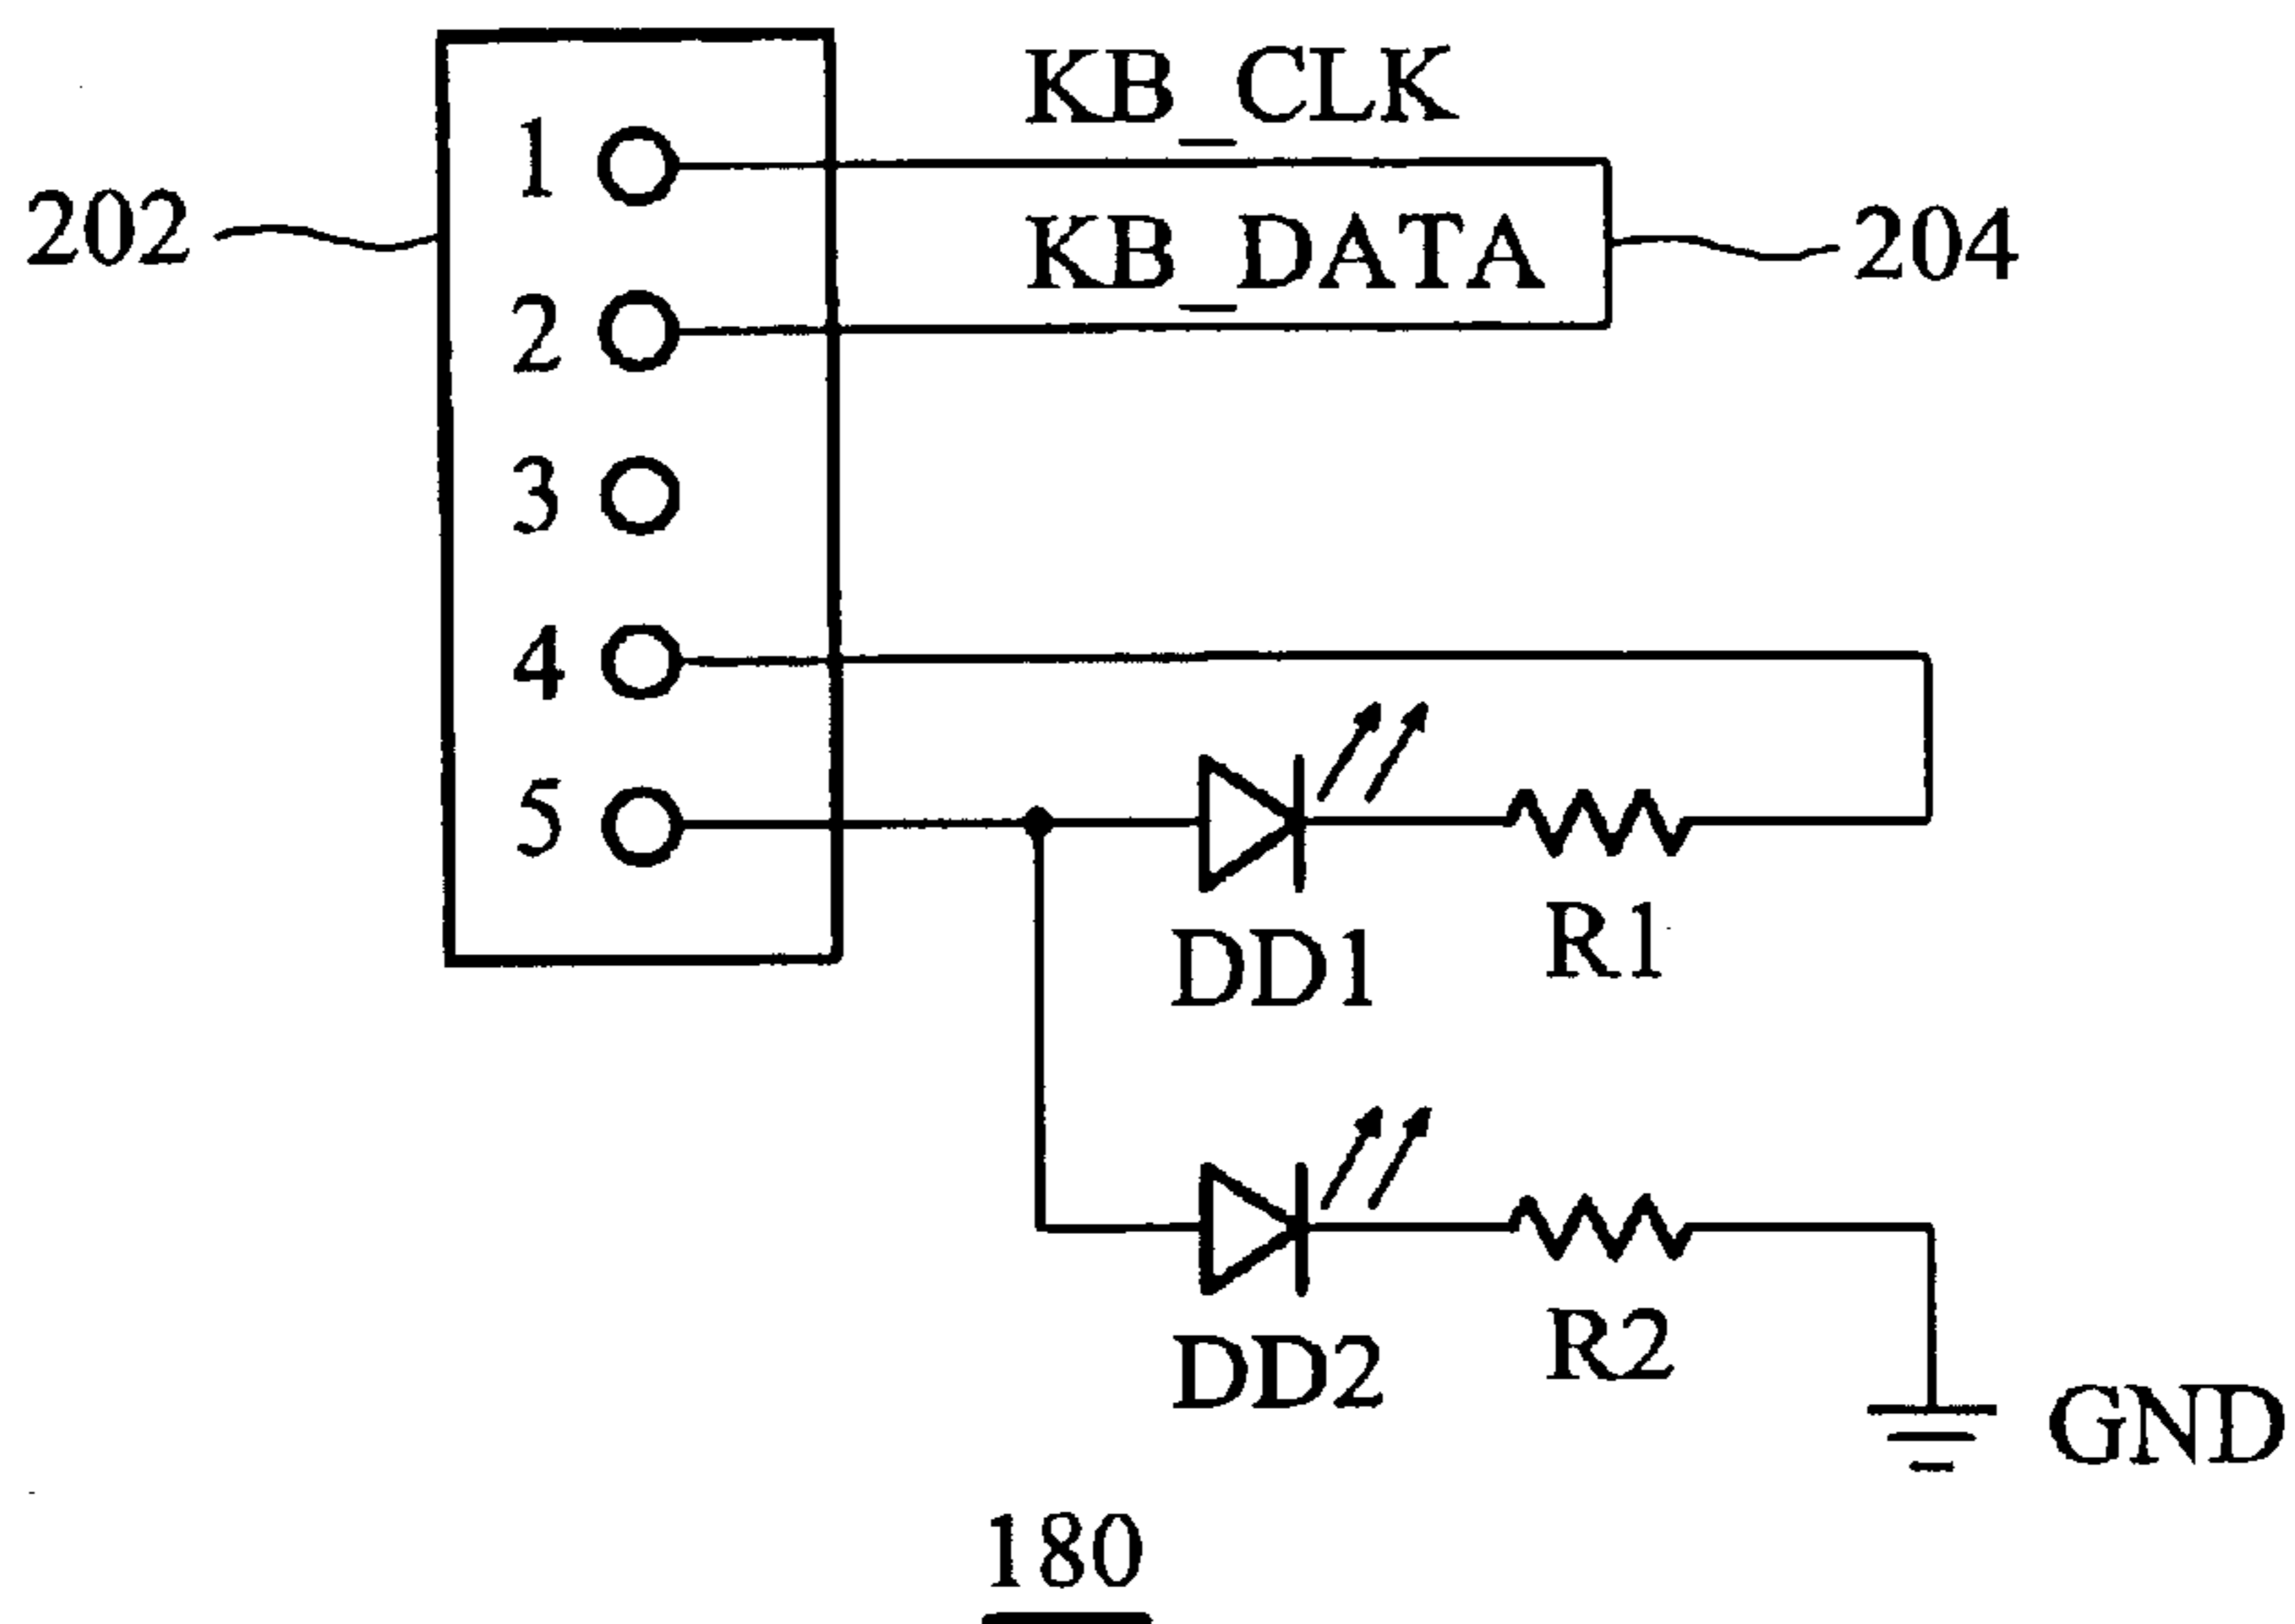 KB_CLK
1
202
KB_DATA
204
2
3
4
5
DD1
R1
DD2
R2
GND
180